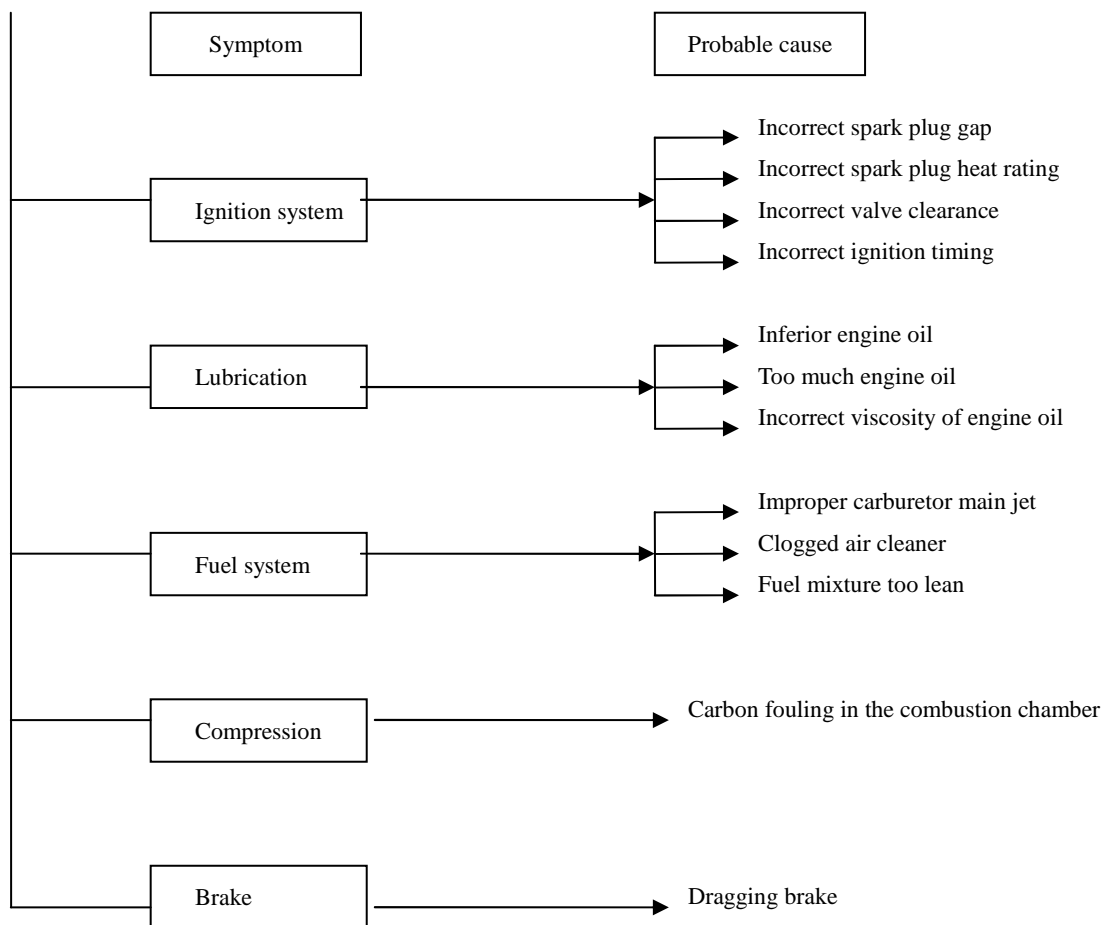 Symptom
Probable cause
Ignition system
Incorrect spark plug gap
Incorrect spark plug heat rating
Incorrect valve clearance
Incorrect ignition timing
Lubrication
Inferior engine oil
Too much engine oil
Incorrect viscosity of engine oil
Fuel system
Improper carburetor main jet
Clogged air cleaner
Fuel mixture too lean
Compression
Carbon fouling in the combustion chamber
Brake
Dragging brake